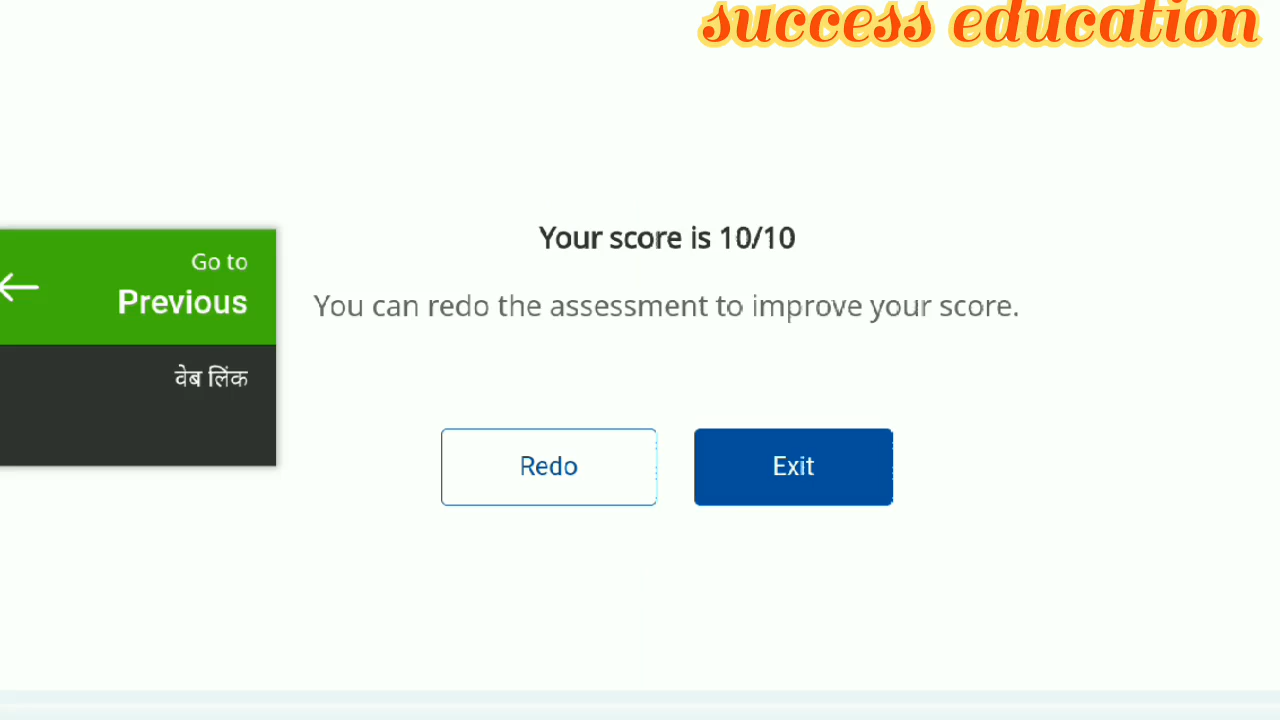 success education
Your score is 10/10
Go to
Previous
You can redo the assessment to improve your score.
वेब लिंक
Redo
Exit